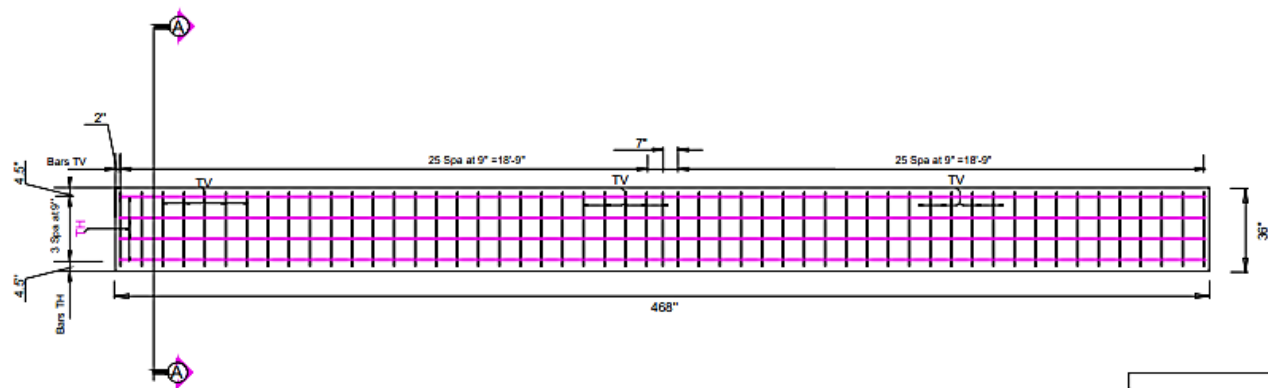 A
2"
7"
Bars TV
25 Spa at 9" =18'-9"
25 Spa at 9" =18'-9"
4.5"
TV
TV
TV
3 Spa at 9"
TH
36"
4.5"
Bars TH
468"
A